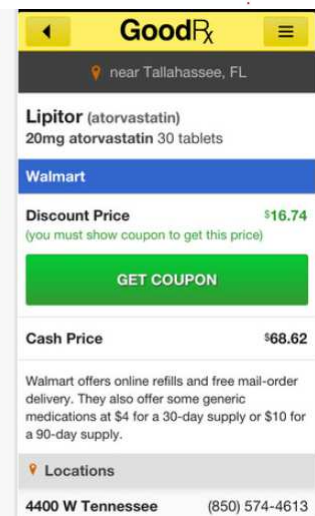 GoodRx
near Tallahassee, FL
Lipitor (atorvastatin)
20mg atorvastatin 30 tablets
Walmart
Discount Price $16.74
(you must show coupon to get this price)
GET COUPON
Cash Price $68.62
Walmart offers online refills and free mail-order
delivery. They also offer some generic
medications at $4 for a 30-day supply or $10 for
a 90-day supply.
Locations
4400 W Tennessee (850) 574-4613